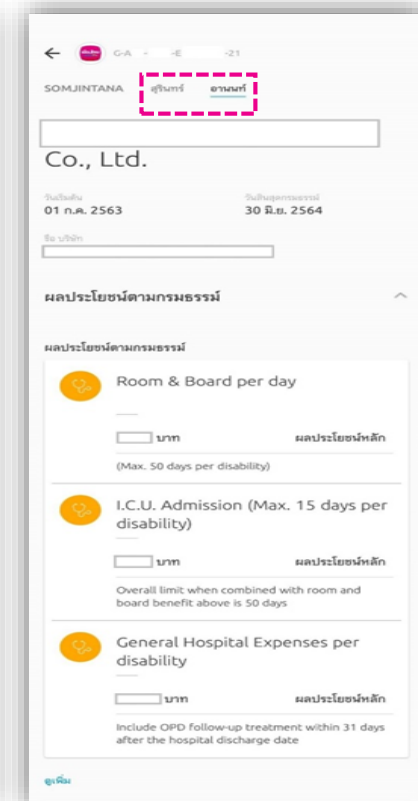 G-A - -E -21
SOMJINTANA สุรินทร์ อานนท์
Co., Ltd.
วันเริ่มต้น วันสิ้นสุดกรมธรรม์
01 ก.ค. 2563 30 มิ.ย. 2564
ชื่อ บริษัท
ผลประโยชน์ตามกรมธรรม์
ผลประโยชน์ตามกรมธรรม์
Room & Board per day
บาท ผลประโยชน์หลัก
(Max. 50 days per disability)
I.C.U. Admission (Max. 15 days per
disability)
บาท ผลประโยชน์หลัก
Overall limit when combined with room and
board benefit above is 50 days
General Hospital Expenses per
disability
บาท ผลประโยชน์หลัก
Include OPD follow-up treatment within 31 days
after the hospital discharge date
ดูเพิ่ม